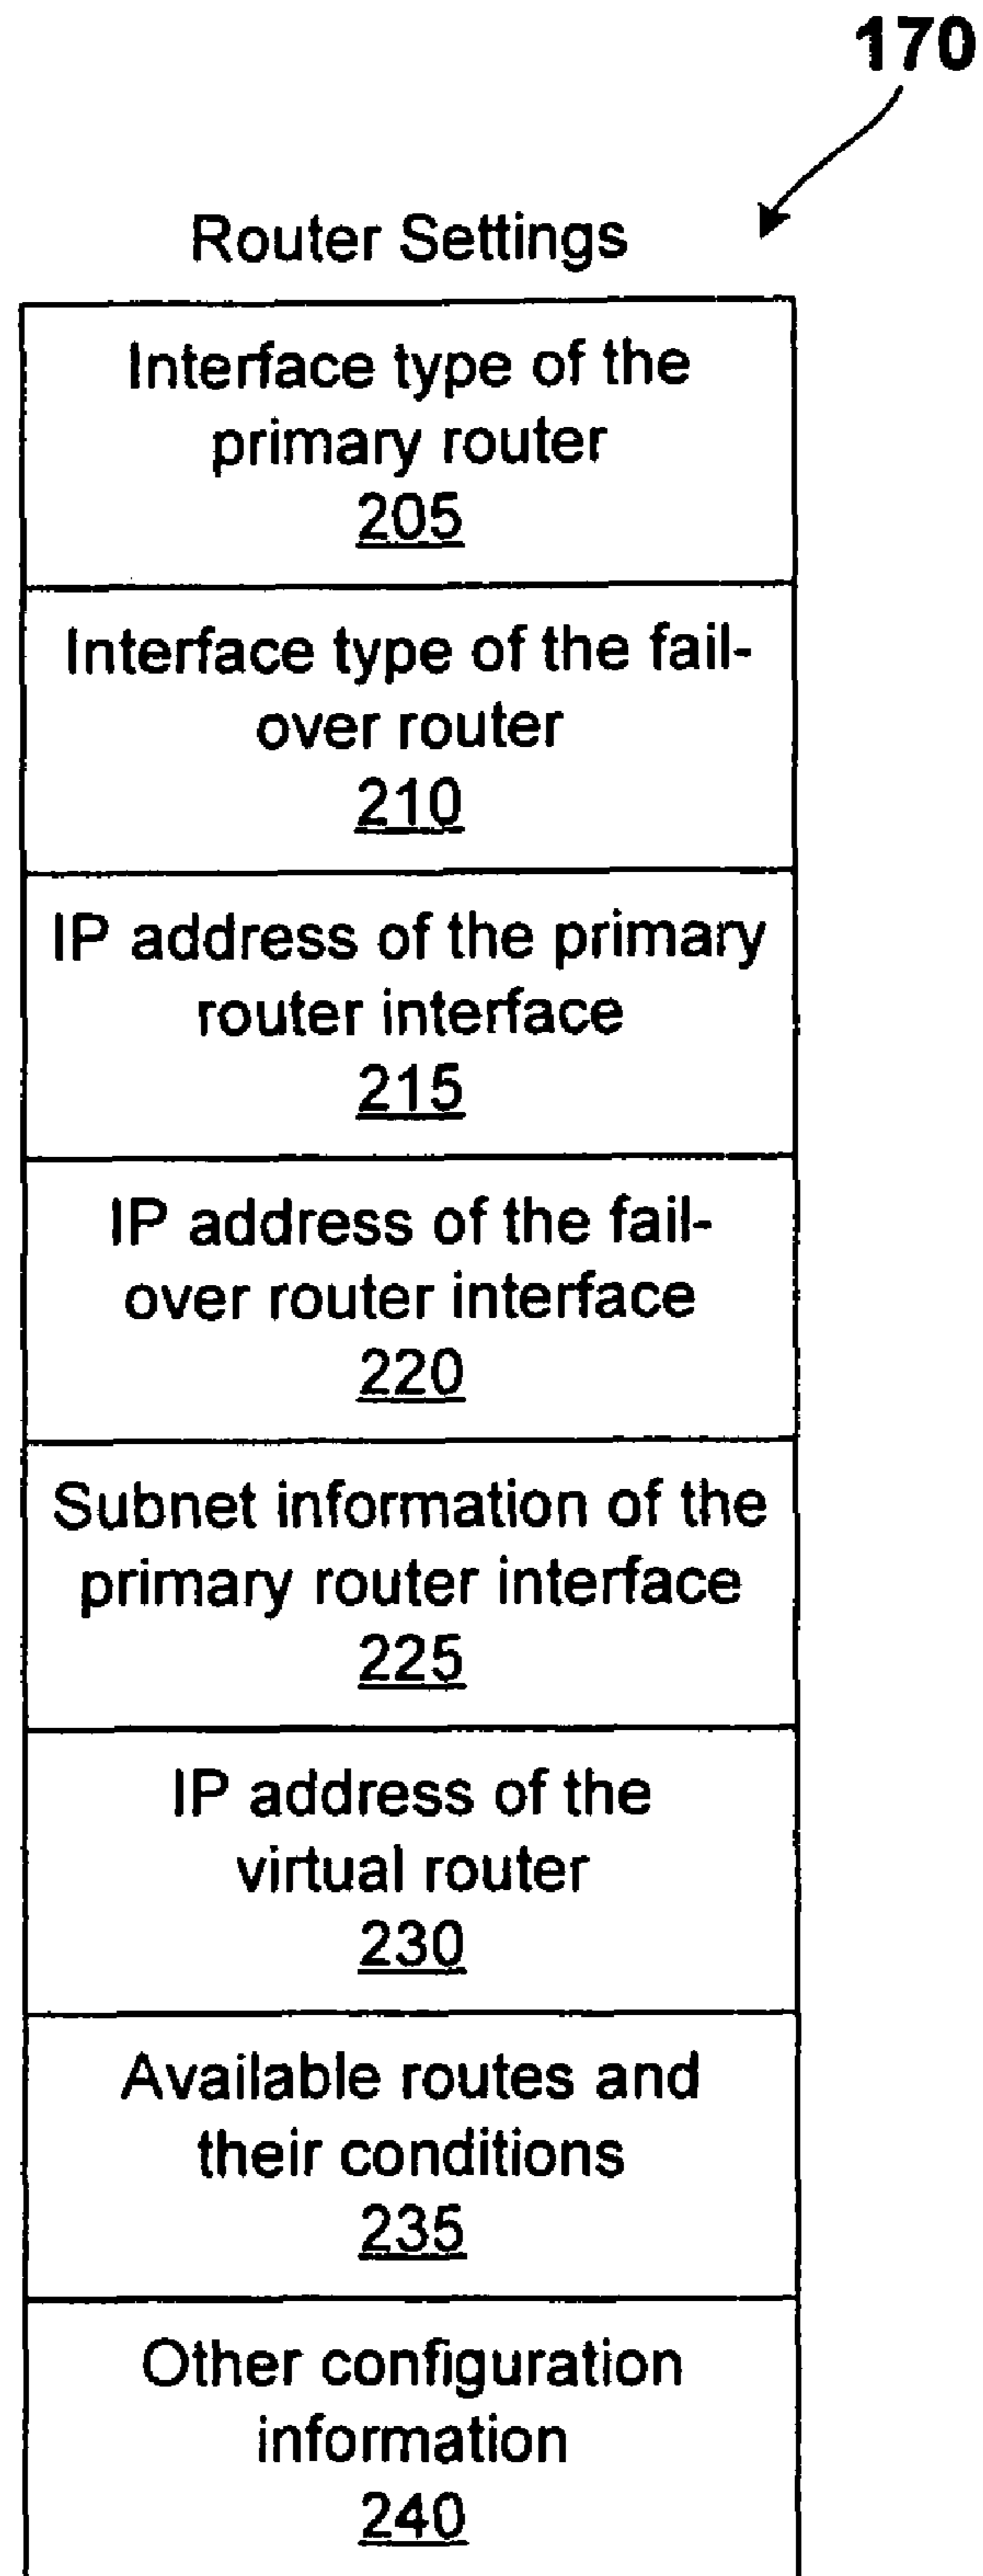 170
Router Settings
Interface type of the
primary router
205
Interface type of the fail-
over router
210
IP address of the primary
router interface
215
IP address of the fail-
over router interface
220
Subnet information of the
primary router interface
225
IP address of the
virtual router
230
Available routes and
their conditions
235
Other configuration
information
240